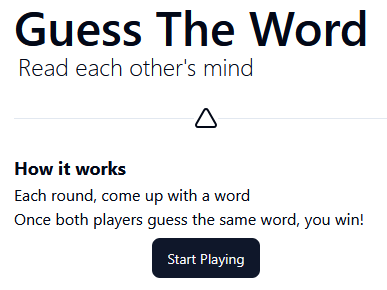 Guess The Word
Read each other's mind
How it works
Each round, come up with a word
Once both players guess the same word, you win!
Start Playing